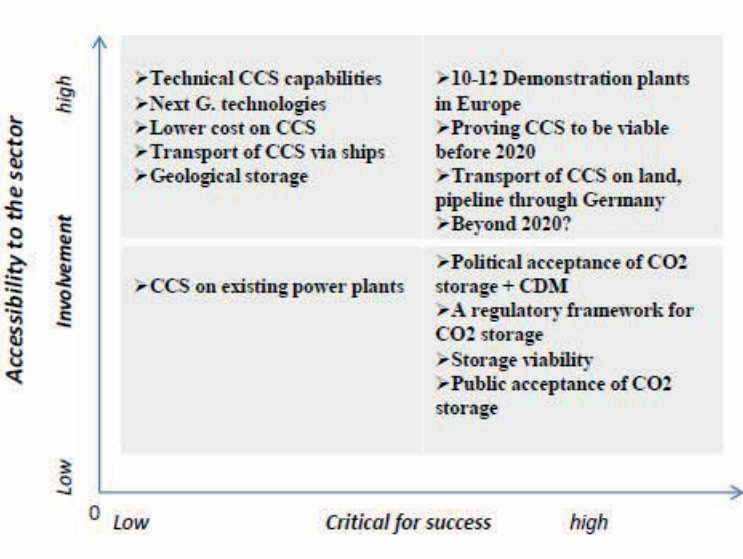 Accessibility to the sector
high
Involvement
Low
➢Technical CCS capabilities
➢Next G. technologies
➢Lower cost on CCS
➢Transport of CCS via ships
➢Geological storage
➢10-12 Demonstration plants
in Europe
➢Proving CCS to be viable
before 2020
➢Transport of CCS on land,
pipeline through Germany
➢Beyond 2020?
➢CCS on existing power plants
➢Political acceptance of CO2
storage + CDM
➢A regulatory framework for
CO2 storage
➢Storage viability
➢Public acceptance of CO2
storage
0
Low Critical for success high